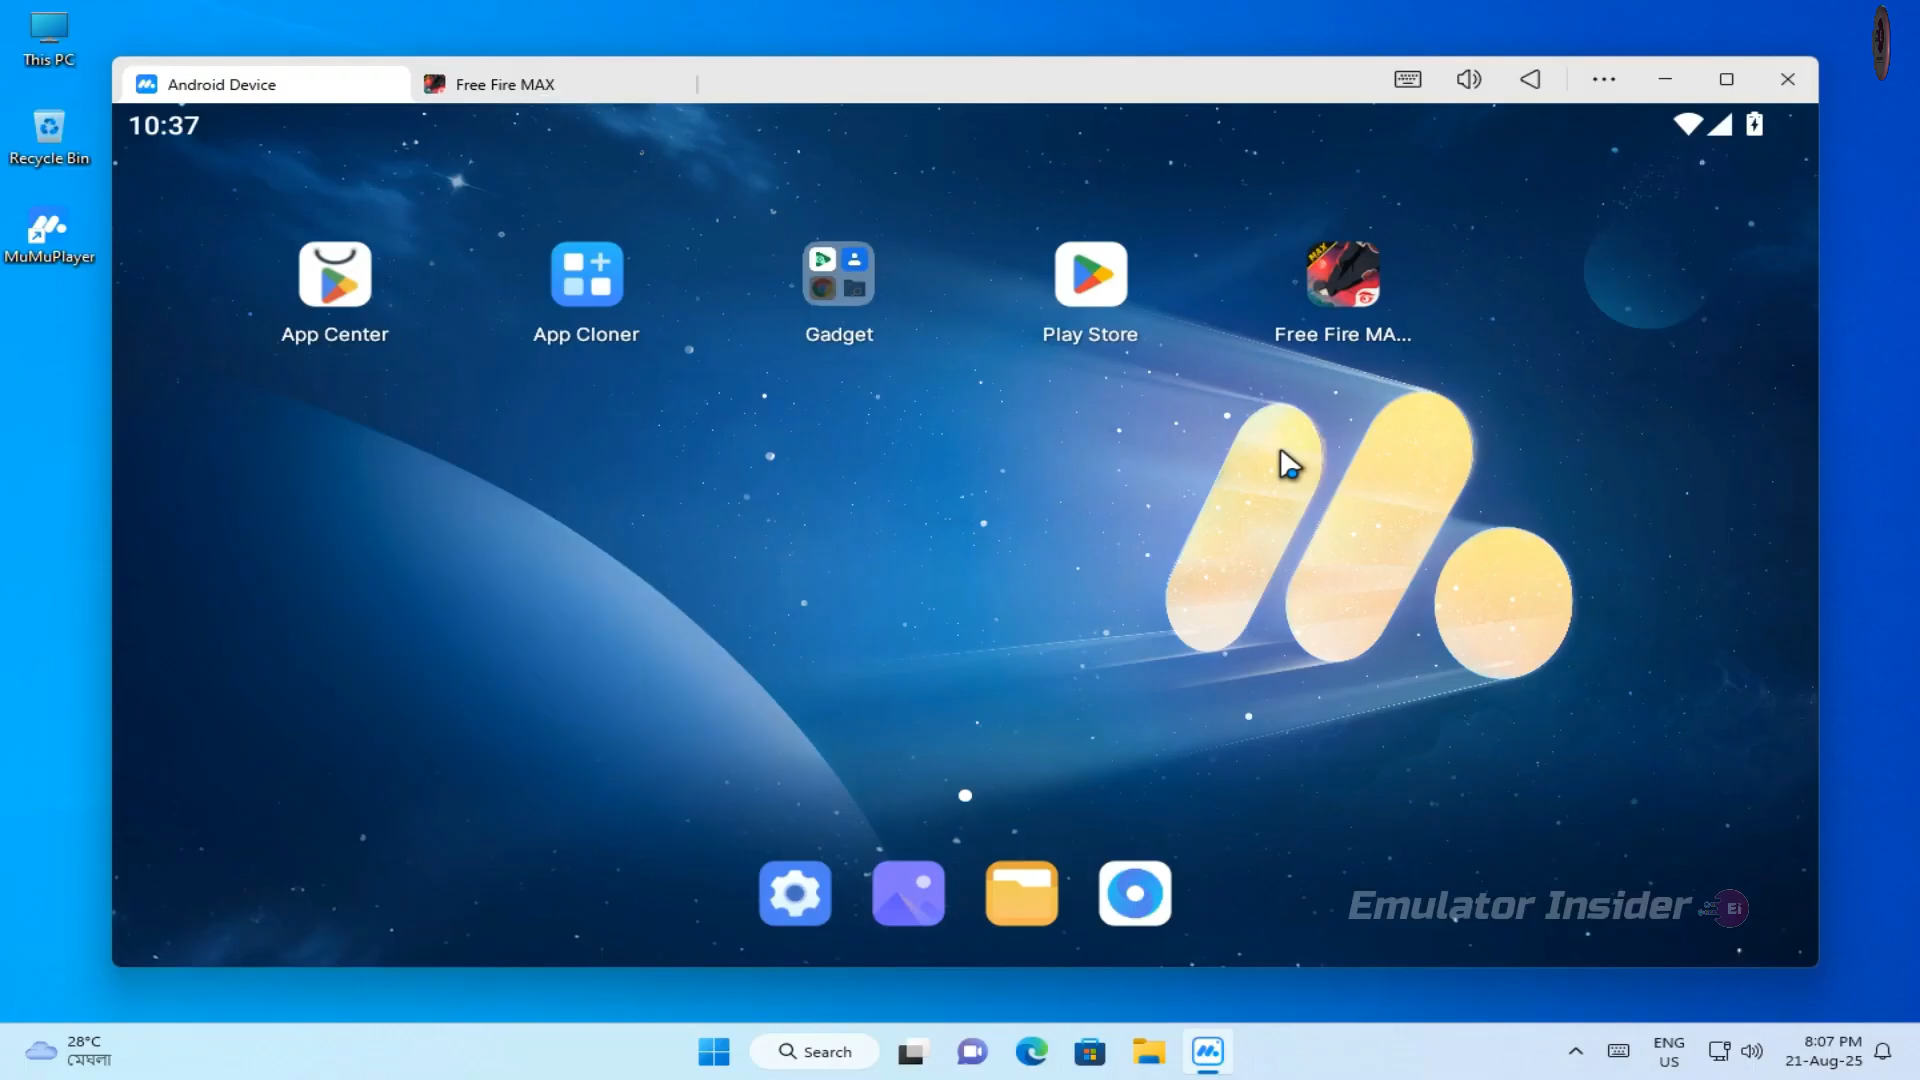 This PC
Recycle Bin
MuMuPlayer
Android Device
Free Fire MAX
10:37
App Center
App Cloner
Gadget
Play Store
MAX
Free Fire MA...
Emulator Insider
Ei
28°C
মেঘলা
Search
ENG
US
8:07 PM
21-Aug-25